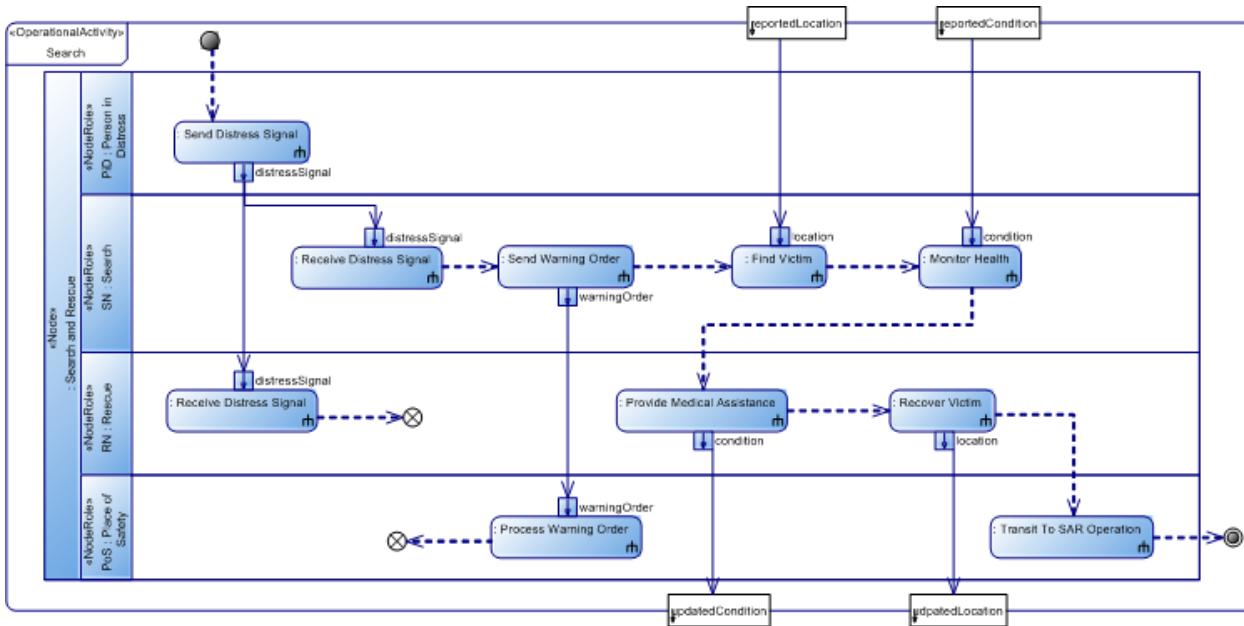 «OperationalActivity»
Search
reportedLocation
reportedCondition
«Node»
: Search and Rescue
«NodeRole»
PiD : Person in
Distress
: Send Distress Signal
distressSignal
«NodeRole»
SN : Search
distressSignal
location
condition
: Receive Distress Signal
: Send Warning Order
: Find Victim
: Monitor Health
warningOrder
«NodeRole»
RN : Rescue
distressSignal
: Receive Distress Signal
: Provide Medical Assistance
: Recover Victim
condition
location
«NodeRole»
PoS : Place of
Safety
warningOrder
: Process Warning Order
: Transit To SAR Operation
updatedCondition
udpatedLocation